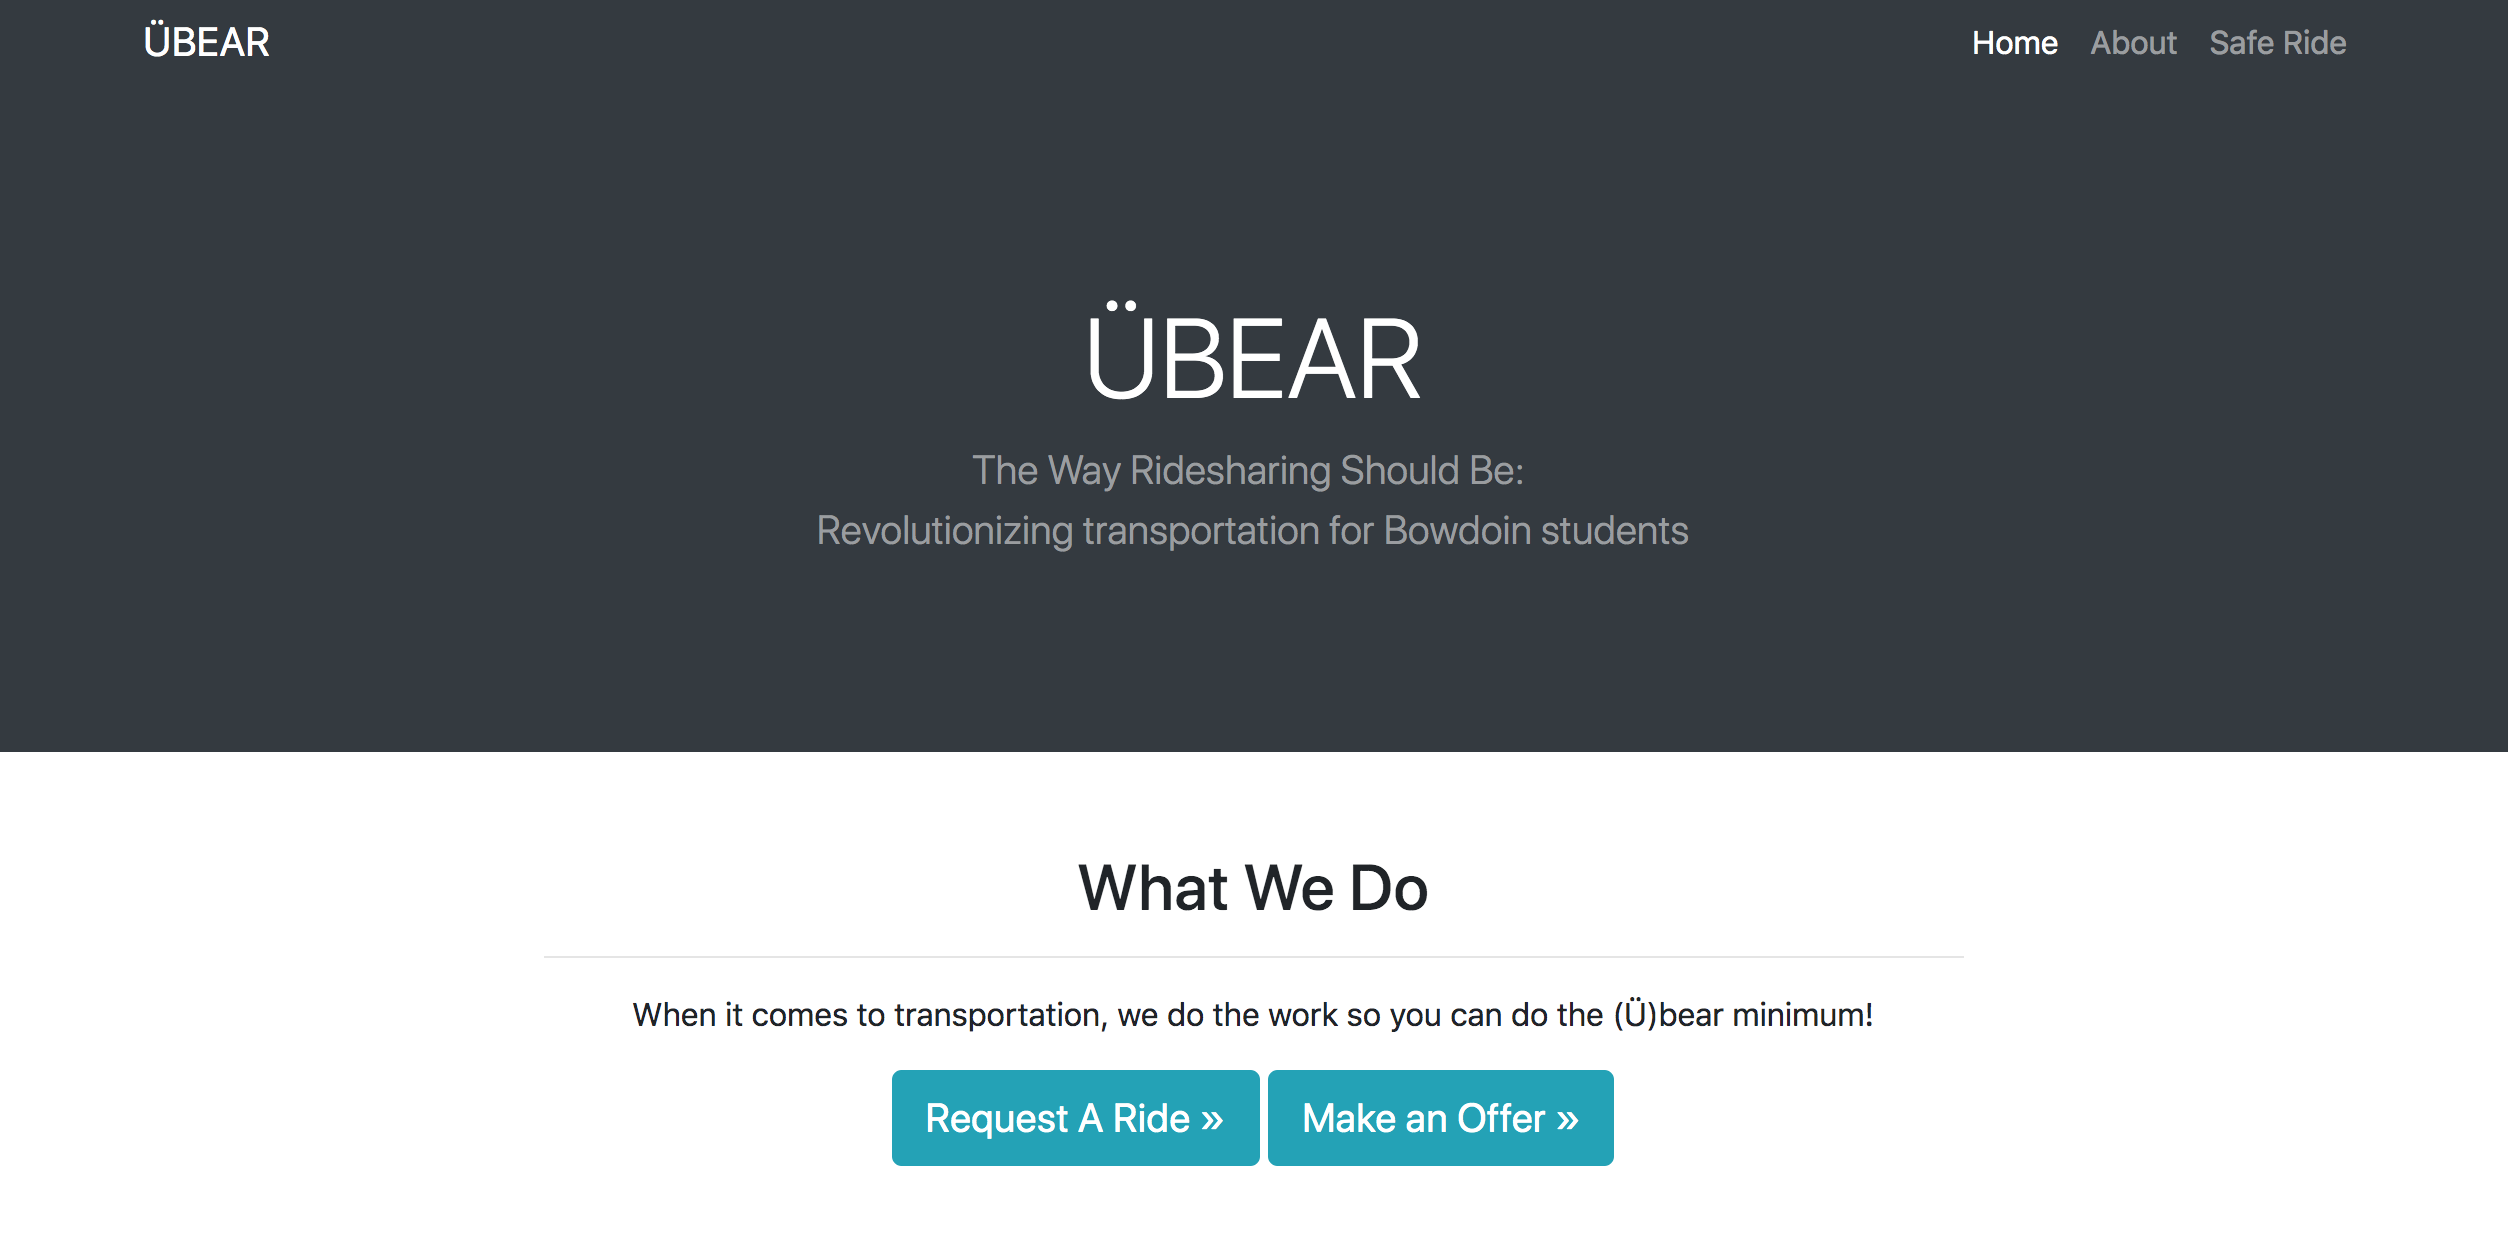 ÜBEAR
Home About Safe Ride
ÜBEAR
The Way Ridesharing Should Be:
Revolutionizing transportation for Bowdoin students
What We Do
When it comes to transportation, we do the work so you can do the (Ü)bear minimum!
Request A Ride »
Make an Offer »